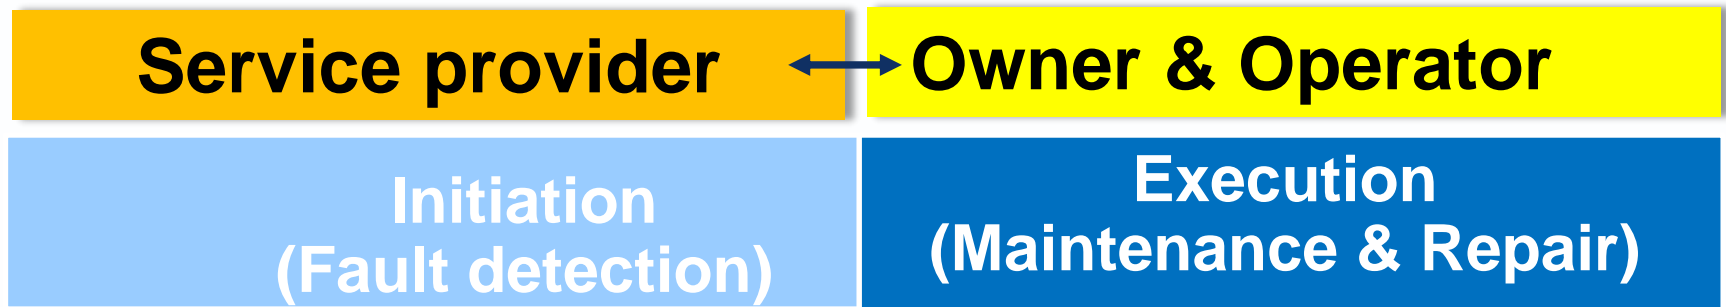 Service provider
Owner & Operator
Initiation
(Fault detection)
Execution
(Maintenance & Repair)